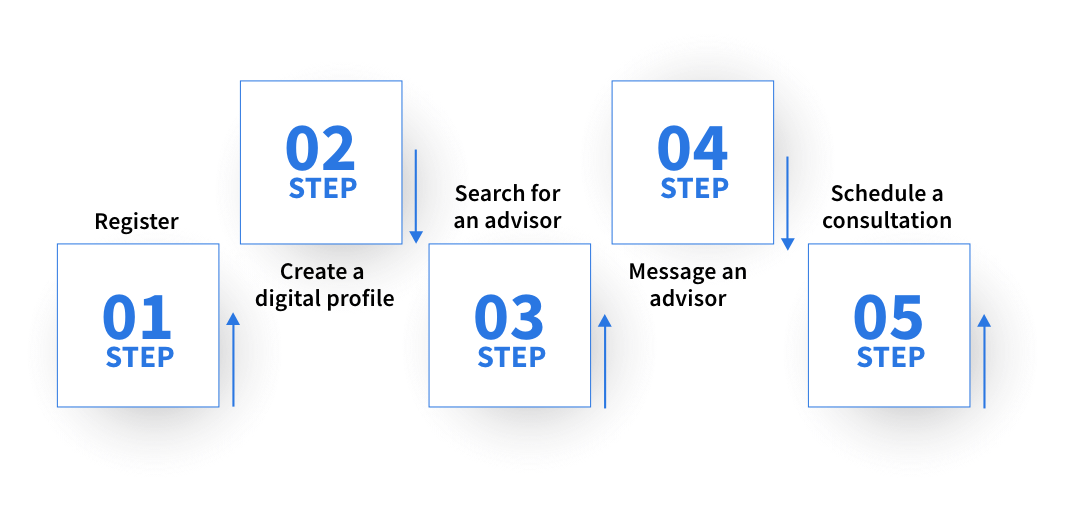 Register
01
STEP
02
STEP
Create a
digital profile
Search for
an advisor
03
STEP
04
STEP
Message an
advisor
Schedule a
consultation
05
STEP